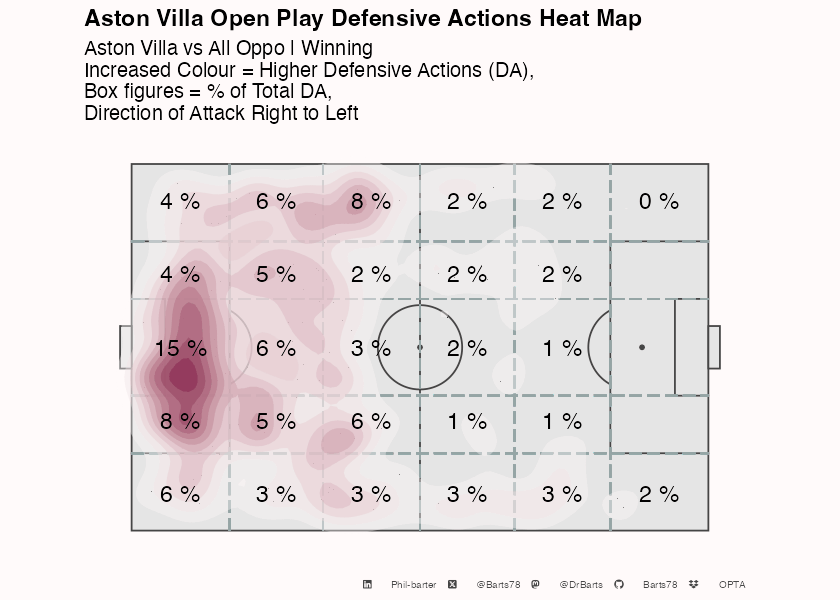 Aston Villa Open Play Defensive Actions Heat Map
Aston Villa vs All Oppo | Winning
Increased Colour = Higher Defensive Actions (DA),
Box figures = % of Total DA,
Direction of Attack Right to Left
4 % 6 % 8 % 2 % 2 % 0 %
4 % 5 % 2 % 2 % 2 %
15 % 6 % 3 % 2 % 1 %
8 % 5 % 6 % 1 % 1 %
6 % 3 % 3 % 3 % 3 % 2 %
Phil-barter @Barts78 @DrBarts Barts78 OPTA